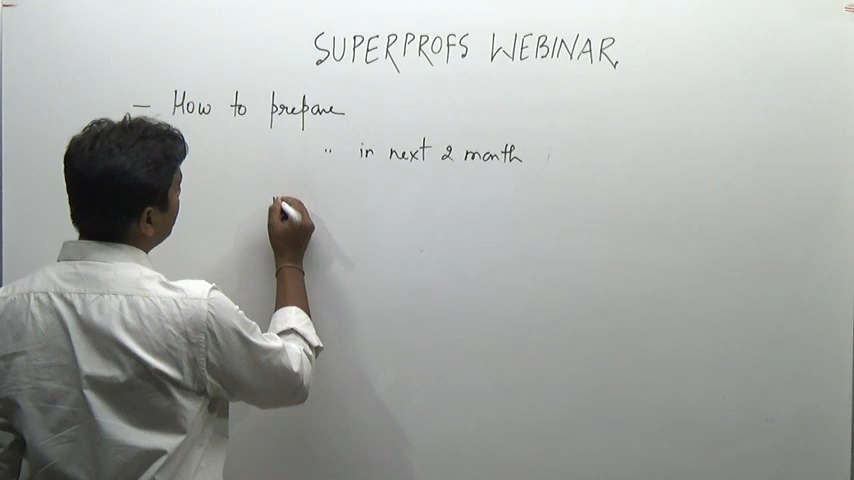 SUPERPROFS WEBINAR
— How to prepare
" in next 2 month